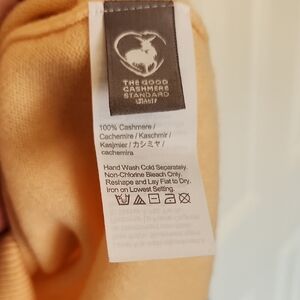 THE GOOD
CASHMERE
STANDARD
100% Cashmere /
Cachemire / Kaschmir /
Kasjmier / カシミヤ /
cachemira
Hand Wash Cold Separately.
Non-Chlorine Bleach Only.
Reshape and Lay Flat to Dry.
Iron on Lowest Setting.